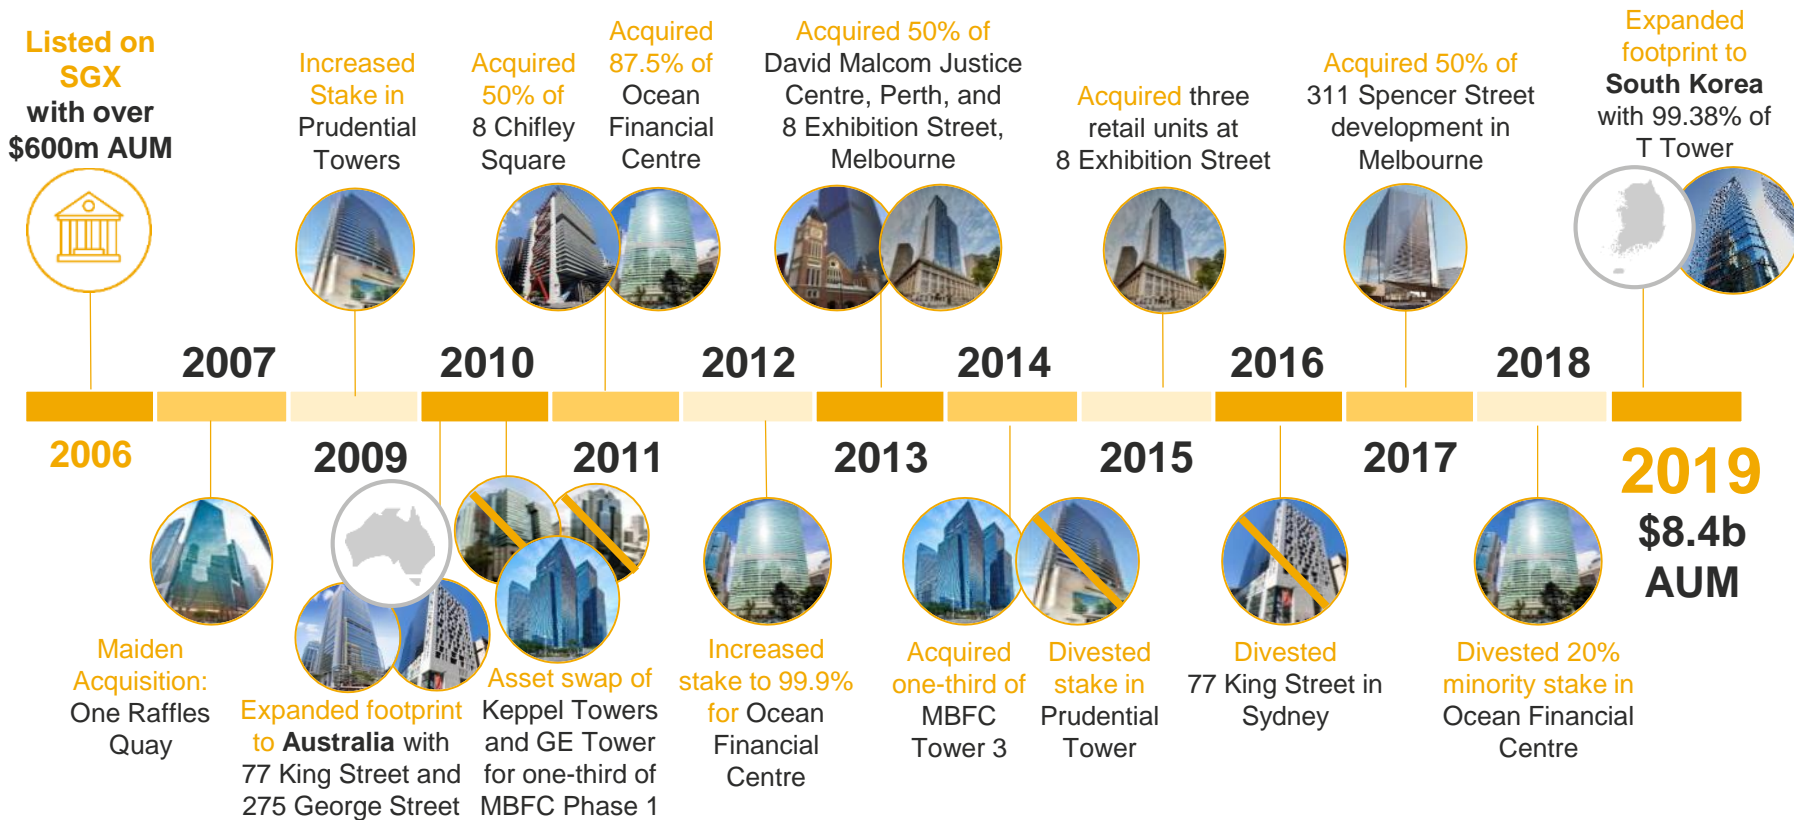 Listed on
SGX
with over
$600m AUM
Increased
Stake in
Prudential
Towers
Acquired
50% of
8 Chifley
Square
Acquired
87.5% of
Ocean
Financial
Centre
Acquired 50% of
David Malcom Justice
Centre, Perth, and
8 Exhibition Street,
Melbourne
Acquired three
retail units at
8 Exhibition Street
Acquired 50% of
311 Spencer Street
development in
Melbourne
Expanded
footprint to
South Korea
with 99.38% of
T Tower
2007
2010
2012
2014
2016
2018
2006
2009
2011
2013
2015
2017
2019
$8.4b
AUM
Maiden
Acquisition:
One Raffles
Quay
Expanded footprint
to Australia with
77 King Street and
275 George Street
Asset swap of
Keppel Towers
and GE Tower
for one-third of
MBFC Phase 1
Increased
stake to 99.9%
for Ocean
Financial
Centre
Acquired
one-third of
MBFC
Tower 3
Divested
stake in
Prudential
Tower
Divested
77 King Street in
Sydney
Divested 20%
minority stake in
Ocean Financial
Centre